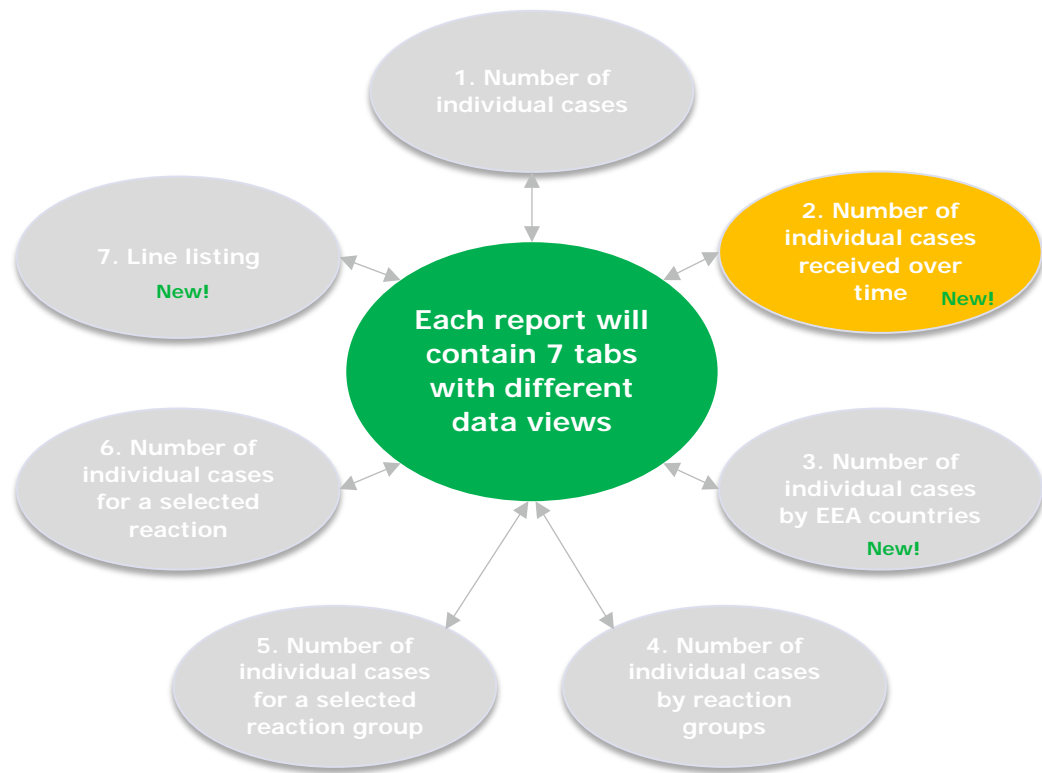 1. Number of
individual cases
2. Number of
individual cases
received over
time New!
3. Number of
individual cases
by EEA countries
New!
4. Number of
individual cases
by reaction
groups
5. Number of
individual cases
for a selected
reaction group
6. Number of
individual cases
for a selected
reaction
7. Line listing
New!
Each report will
contain 7 tabs
with different
data views